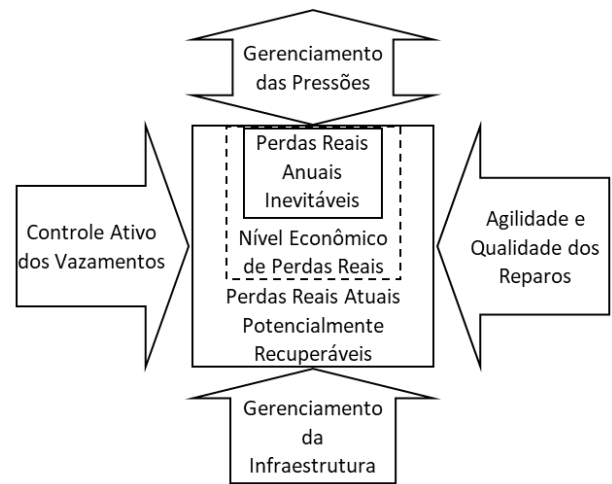 Gerenciamento
das Pressões
Perdas Reais
Anuais
Inevitáveis
Nível Econômico
de Perdas Reais
Perdas Reais Atuais
Potencialmente
Recuperáveis
Controle Ativo
dos Vazamentos
Agilidade e
Qualidade dos
Reparos
Gerenciamento
da
Infraestrutura